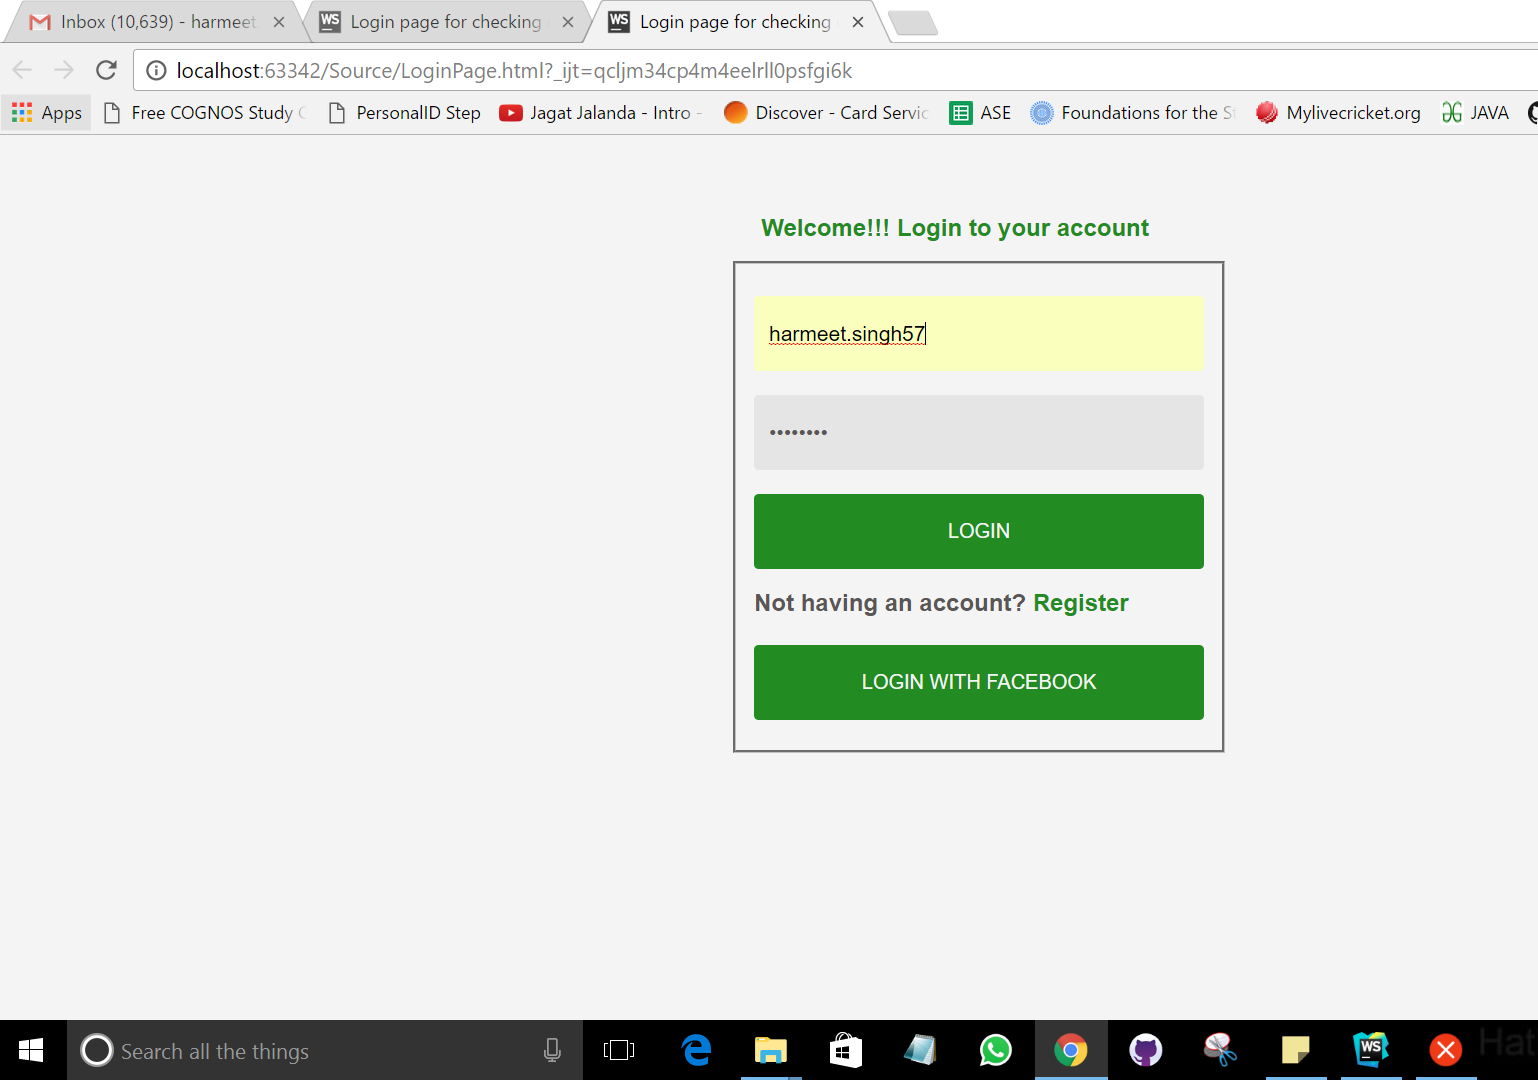 Inbox (10,639) - harmeet
Login page for checking
Login page for checking
localhost:63342/Source/LoginPage.html?_ijt=qcljm34cp4m4eelrll0psfgi6k
Apps
Free COGNOS Study
PersonalID Step
Jagat Jalanda - Intro -
Discover - Card Servic
ASE
Foundations for the St
Mylivecricket.org
JAVA
Welcome!!! Login to your account
harmeet.singh57
••••••••
LOGIN
Not having an account? Register
LOGIN WITH FACEBOOK
Search all the things
WS
Hat